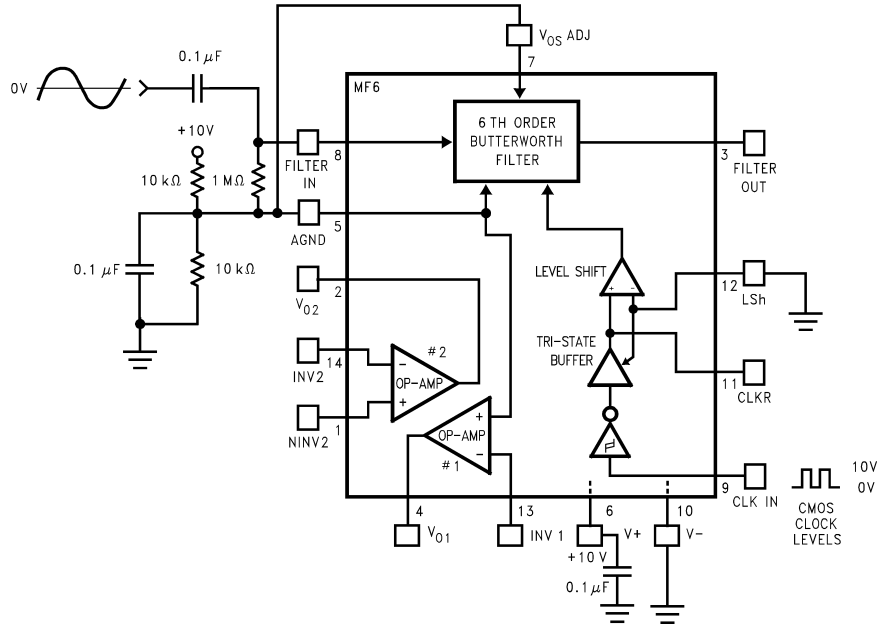 V_OS ADJ
7
0.1 µF
0V
MF6
6 TH ORDER
BUTTERWORTH
FILTER
+10V
8
FILTER
IN
3
FILTER
OUT
10 kΩ
1 MΩ
5
AGND
0.1 µF
10 kΩ
LEVEL SHIFT
+
-
12
LSh
2
V_O2
TRI-STATE
BUFFER
#2
14
INV2
-
OP-AMP
+
11
CLKR
1
NINV2
+
OP-AMP
-
#1
9
CLK IN
10V
0V
CMOS
CLOCK
LEVELS
4
V_O1
13
INV 1
6
V+
+10 V
10
V-
0.1 µF